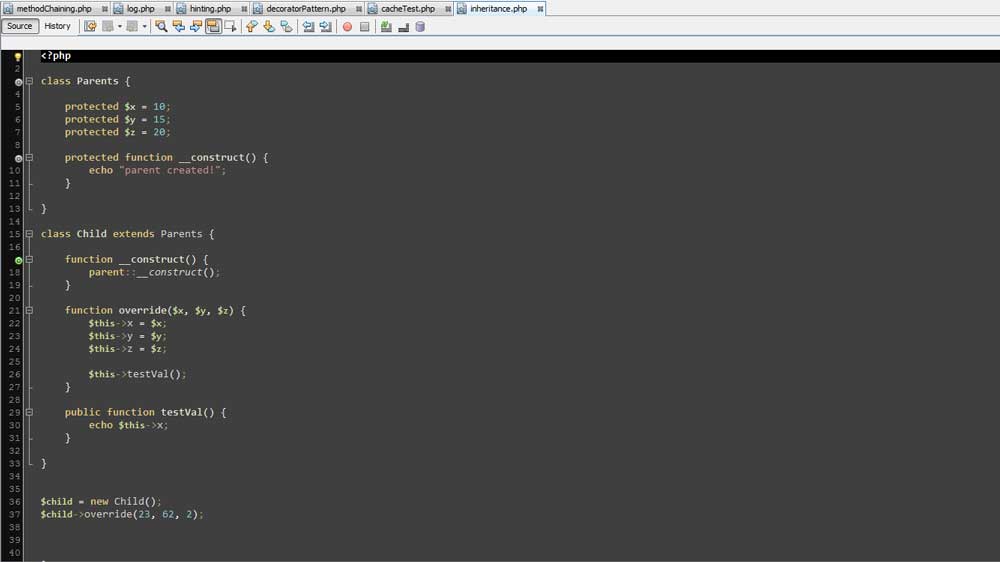 methodChaining.php log.php hinting.php decoratorPattern.php cacheTest.php inheritance.php
Source History
<?php
2
class Parents {
4
5 protected $x = 10;
6 protected $y = 15;
7 protected $z = 20;
8
protected function __construct() {
10 echo "parent created!";
11 }
12
13 }
14
15 class Child extends Parents {
16
function __construct() {
18 parent::__construct();
19 }
20
21 function override($x, $y, $z) {
22 $this->x = $x;
23 $this->y = $y;
24 $this->z = $z;
25
26 $this->testVal();
27 }
28
29 public function testVal() {
30 echo $this->x;
31 }
32
33 }
34
35
36 $child = new Child();
37 $child->override(23, 62, 2);
38
39
40